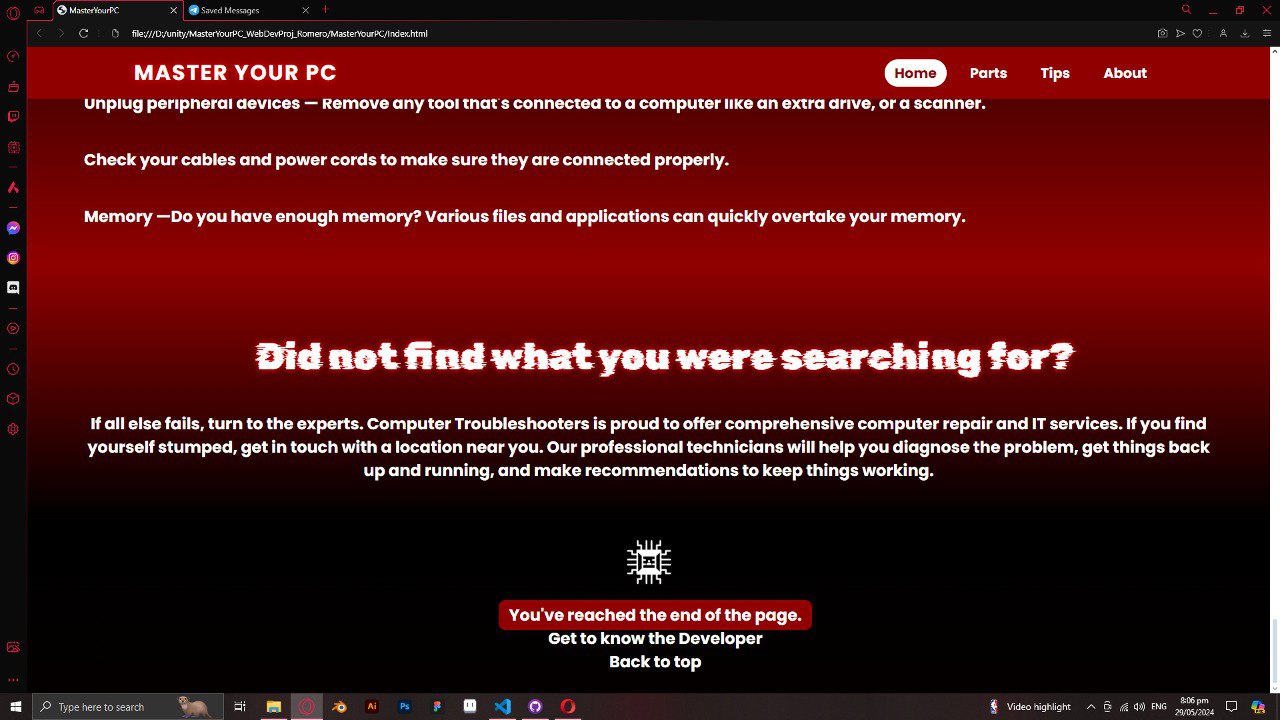 MasterYourPC
Saved Messages
file:///D:/unity/MasterYourPC_WebDevProj_Romero/MasterYourPC/Index.html
MASTER YOUR PC
Home
Parts
Tips
About
Unplug peripheral devices — Remove any tool that's connected to a computer like an extra drive, or a scanner.
Check your cables and power cords to make sure they are connected properly.
Memory —Do you have enough memory? Various files and applications can quickly overtake your memory.
Did not find what you were searching for?
If all else fails, turn to the experts. Computer Troubleshooters is proud to offer comprehensive computer repair and IT services. If you find
yourself stumped, get in touch with a location near you. Our professional technicians will help you diagnose the problem, get things back
up and running, and make recommendations to keep things working.
You've reached the end of the page.
Get to know the Developer
Back to top
Type here to search
Ai
Ps
Video highlight
ENG
8:06 pm
29/05/2024